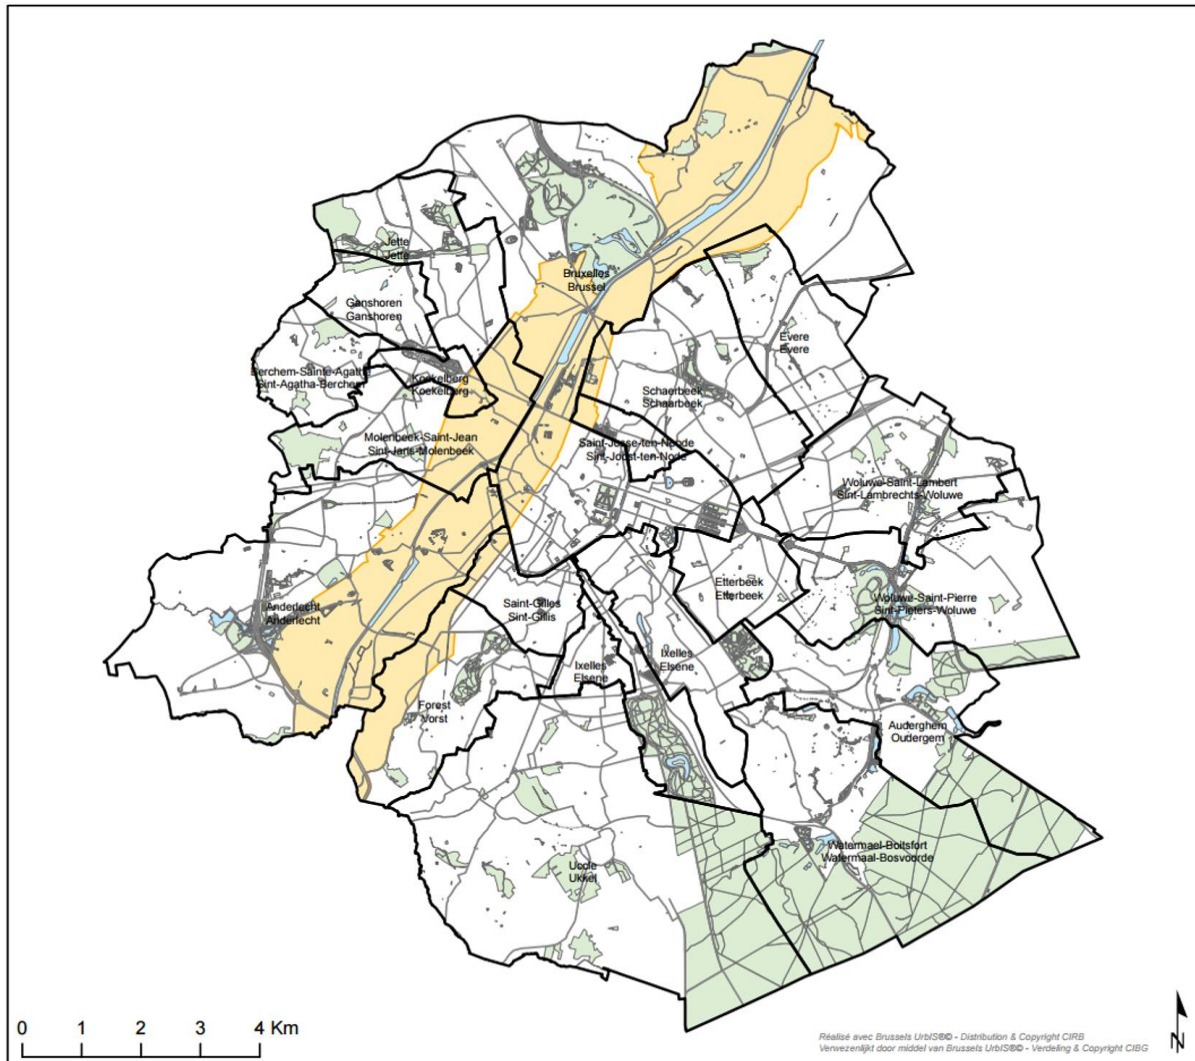 Jette
Jette
Bruxelles
Brussel
Ganshoren
Ganshoren
Evere
Evere
Berchem-Sainte-Agathe
Sint-Agatha-Berchem
Koekelberg
Koekelberg
Schaerbeek
Schaarbeek
Molenbeek-Saint-Jean
Sint-Jans-Molenbeek
Saint-Josse-ten-Noode
Sint-Joost-ten-Node
Woluwe-Saint-Lambert
Sint-Lambrechts-Woluwe
Etterbeek
Etterbeek
Woluwe-Saint-Pierre
Sint-Pieters-Woluwe
Anderlecht
Anderlecht
Saint-Gilles
Sint-Gillis
Ixelles
Elsene
Ixelles
Elsene
Forest
Vorst
Auderghem
Oudergem
Watermael-Boitsfort
Watermaal-Bosvoorde
Uccle
Ukkel
0 1 2 3 4 Km
N
Réalisé avec Brussels UrbIS®© - Distribution & Copyright CIRB
Verwezenlijkt door middel van Brussels UrbIS®© - Verdeling & Copyright CIBG